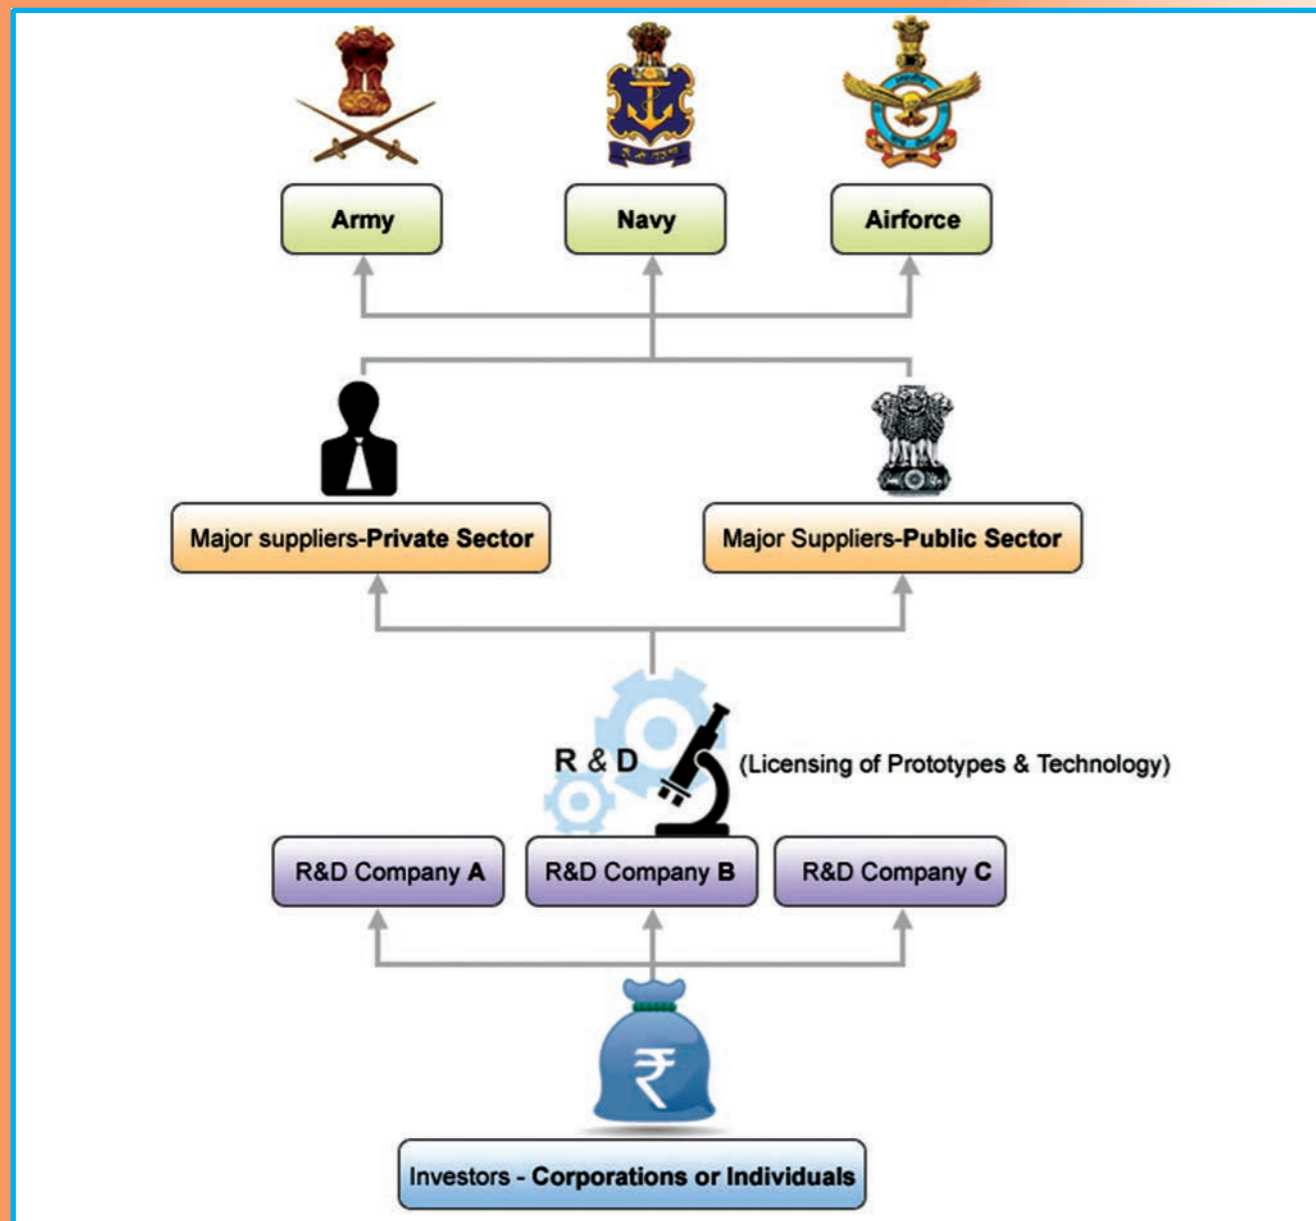 Army
Navy
Airforce
Major suppliers-Private Sector
Major Suppliers-Public Sector
R & D
(Licensing of Prototypes & Technology)
R&D Company A
R&D Company B
R&D Company C
₹
Investors - Corporations or Individuals